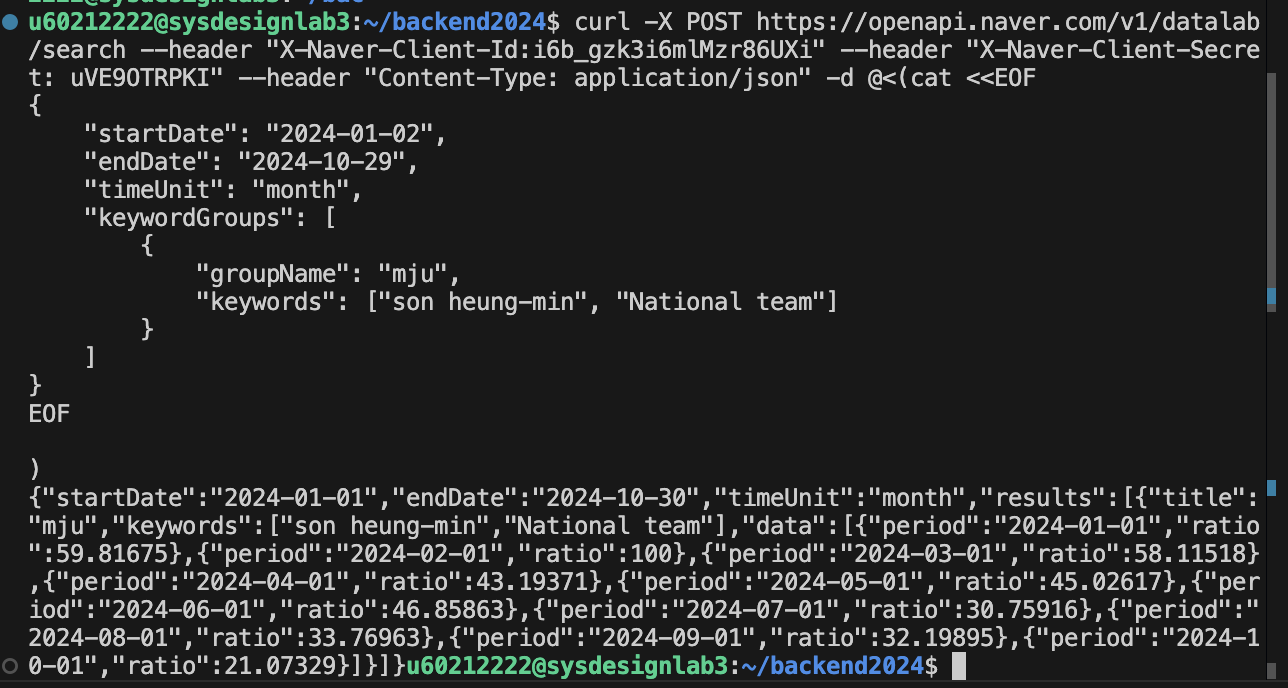 u60212222@sysdesignlab3:~/backend2024$ curl -X POST https://openapi.naver.com/v1/datalab
/search --header "X-Naver-Client-Id:i6b_gzk3i6mlMzr86UXi" --header "X-Naver-Client-Secre
t: uVE9OTRPKI" --header "Content-Type: application/json" -d @<(cat <<EOF
{
    "startDate": "2024-01-02",
    "endDate": "2024-10-29",
    "timeUnit": "month",
    "keywordGroups": [
        {
            "groupName": "mju",
            "keywords": ["son heung-min", "National team"]
        }
    ]
}
EOF

)
{"startDate":"2024-01-01","endDate":"2024-10-30","timeUnit":"month","results":[{"title":
"mju","keywords":["son heung-min","National team"],"data":[{"period":"2024-01-01","ratio
":59.81675},{"period":"2024-02-01","ratio":100},{"period":"2024-03-01","ratio":58.11518}
,{"period":"2024-04-01","ratio":43.19371},{"period":"2024-05-01","ratio":45.02617},{"per
iod":"2024-06-01","ratio":46.85863},{"period":"2024-07-01","ratio":30.75916},{"period":"
2024-08-01","ratio":33.76963},{"period":"2024-09-01","ratio":32.19895},{"period":"2024-1
0-01","ratio":21.07329}]}]}u60212222@sysdesignlab3:~/backend2024$